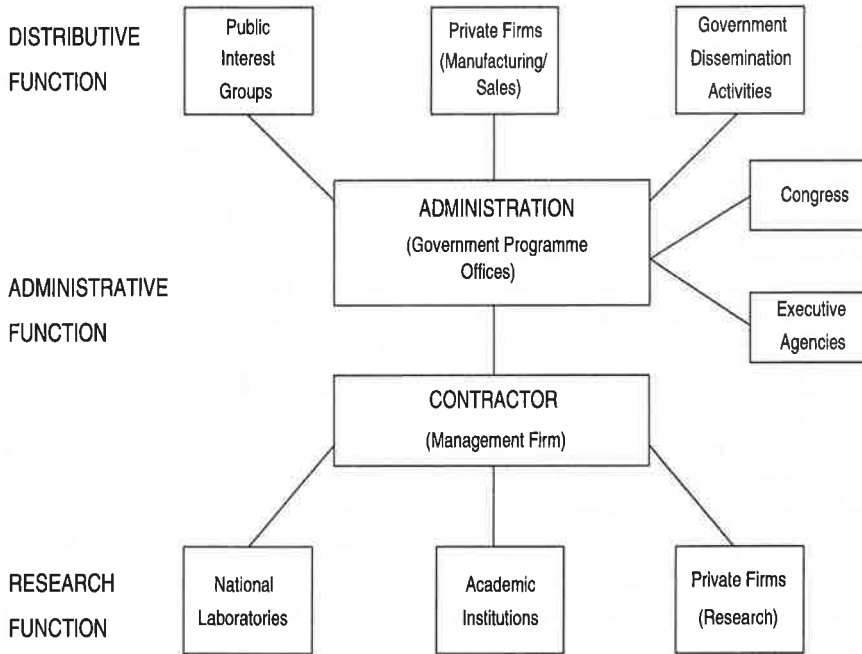 DISTRIBUTIVE
FUNCTION
Public
Interest
Groups
Private Firms
(Manufacturing/
Sales)
Government
Dissemination
Activities
ADMINISTRATION
(Government Programme
Offices)
Congress
ADMINISTRATIVE
FUNCTION
Executive
Agencies
CONTRACTOR
(Management Firm)
RESEARCH
FUNCTION
National
Laboratories
Academic
Institutions
Private Firms
(Research)